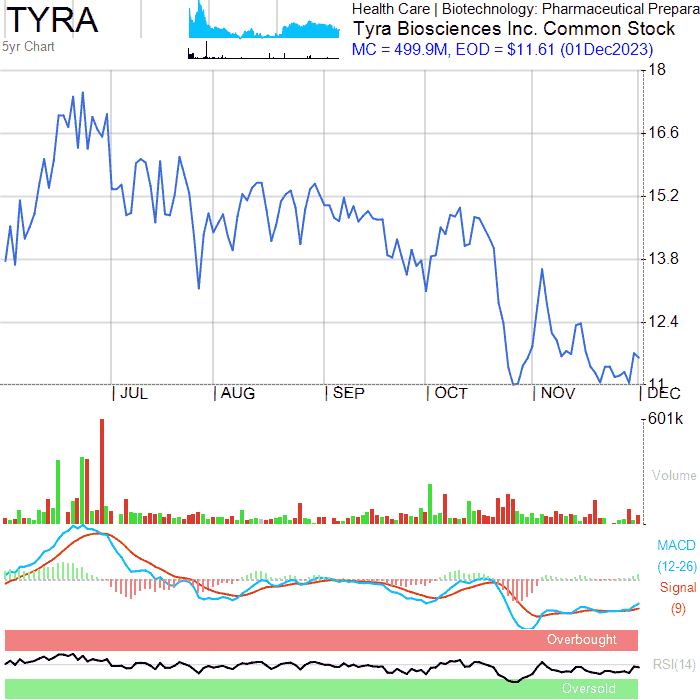 TYRA
5yr Chart
Health Care | Biotechnology: Pharmaceutical Prepara
Tyra Biosciences Inc. Common Stock
MC = 499.9M, EOD = $11.61 (01Dec2023)
18
16.6
15.2
13.8
12.4
11
| JUL | AUG | SEP | OCT | NOV | DEC
601k
Volume
MACD
(12-26)
Signal
(9)
Overbought
RSI(14)
Oversold